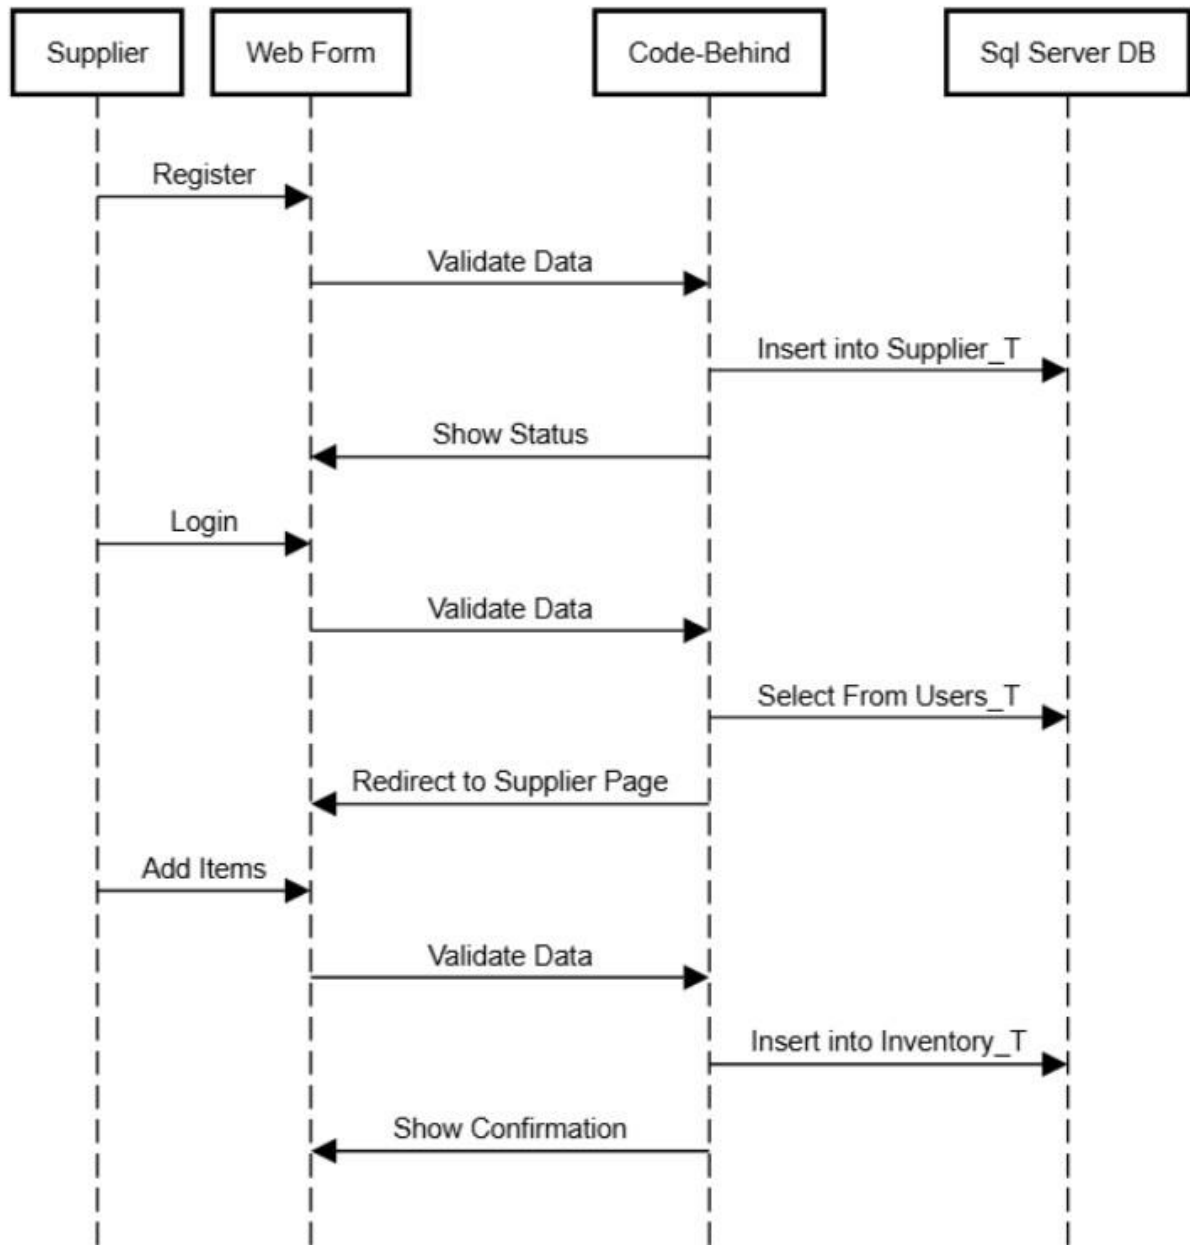 Supplier
Web Form
Code-Behind
Sql Server DB
Register
Validate Data
Insert into Supplier_T
Show Status
Login
Validate Data
Select From Users_T
Redirect to Supplier Page
Add Items
Validate Data
Insert into Inventory_T
Show Confirmation